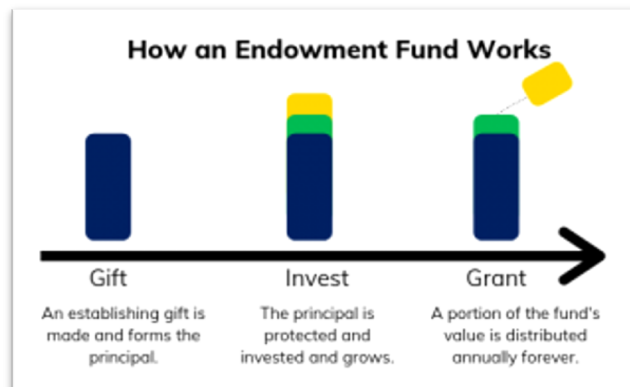 How an Endowment Fund Works
Gift
An establishing gift is
made and forms the
principal.
Invest
The principal is
protected and
invested and grows.
Grant
A portion of the fund's
value is distributed
annually forever.